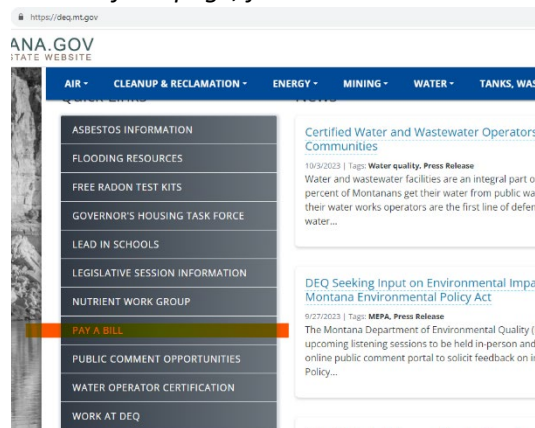 https://deq.mt.gov
ANA.GOV
STATE WEBSITE
AIR CLEANUP & RECLAMATION ENERGY MINING WATER TANKS, WAS
ASBESTOS INFORMATION
FLOODING RESOURCES
FREE RADON TEST KITS
GOVERNOR'S HOUSING TASK FORCE
LEAD IN SCHOOLS
LEGISLATIVE SESSION INFORMATION
NUTRIENT WORK GROUP
PAY A BILL
PUBLIC COMMENT OPPORTUNITIES
WATER OPERATOR CERTIFICATION
WORK AT DEQ
Certified Water and Wastewater Operators
Communities
10/3/2023 | Tags: Water quality, Press Release
Water and wastewater facilities are an integral part o
percent of Montanans get their water from public wa
their water works operators are the first line of defen
water...
DEQ Seeking Input on Environmental Impa
Montana Environmental Policy Act
9/27/2023 | Tags: MEPA, Press Release
The Montana Department of Environmental Quality (
upcoming listening sessions to be held in-person and
online public comment portal to solicit feedback on i
Policy...